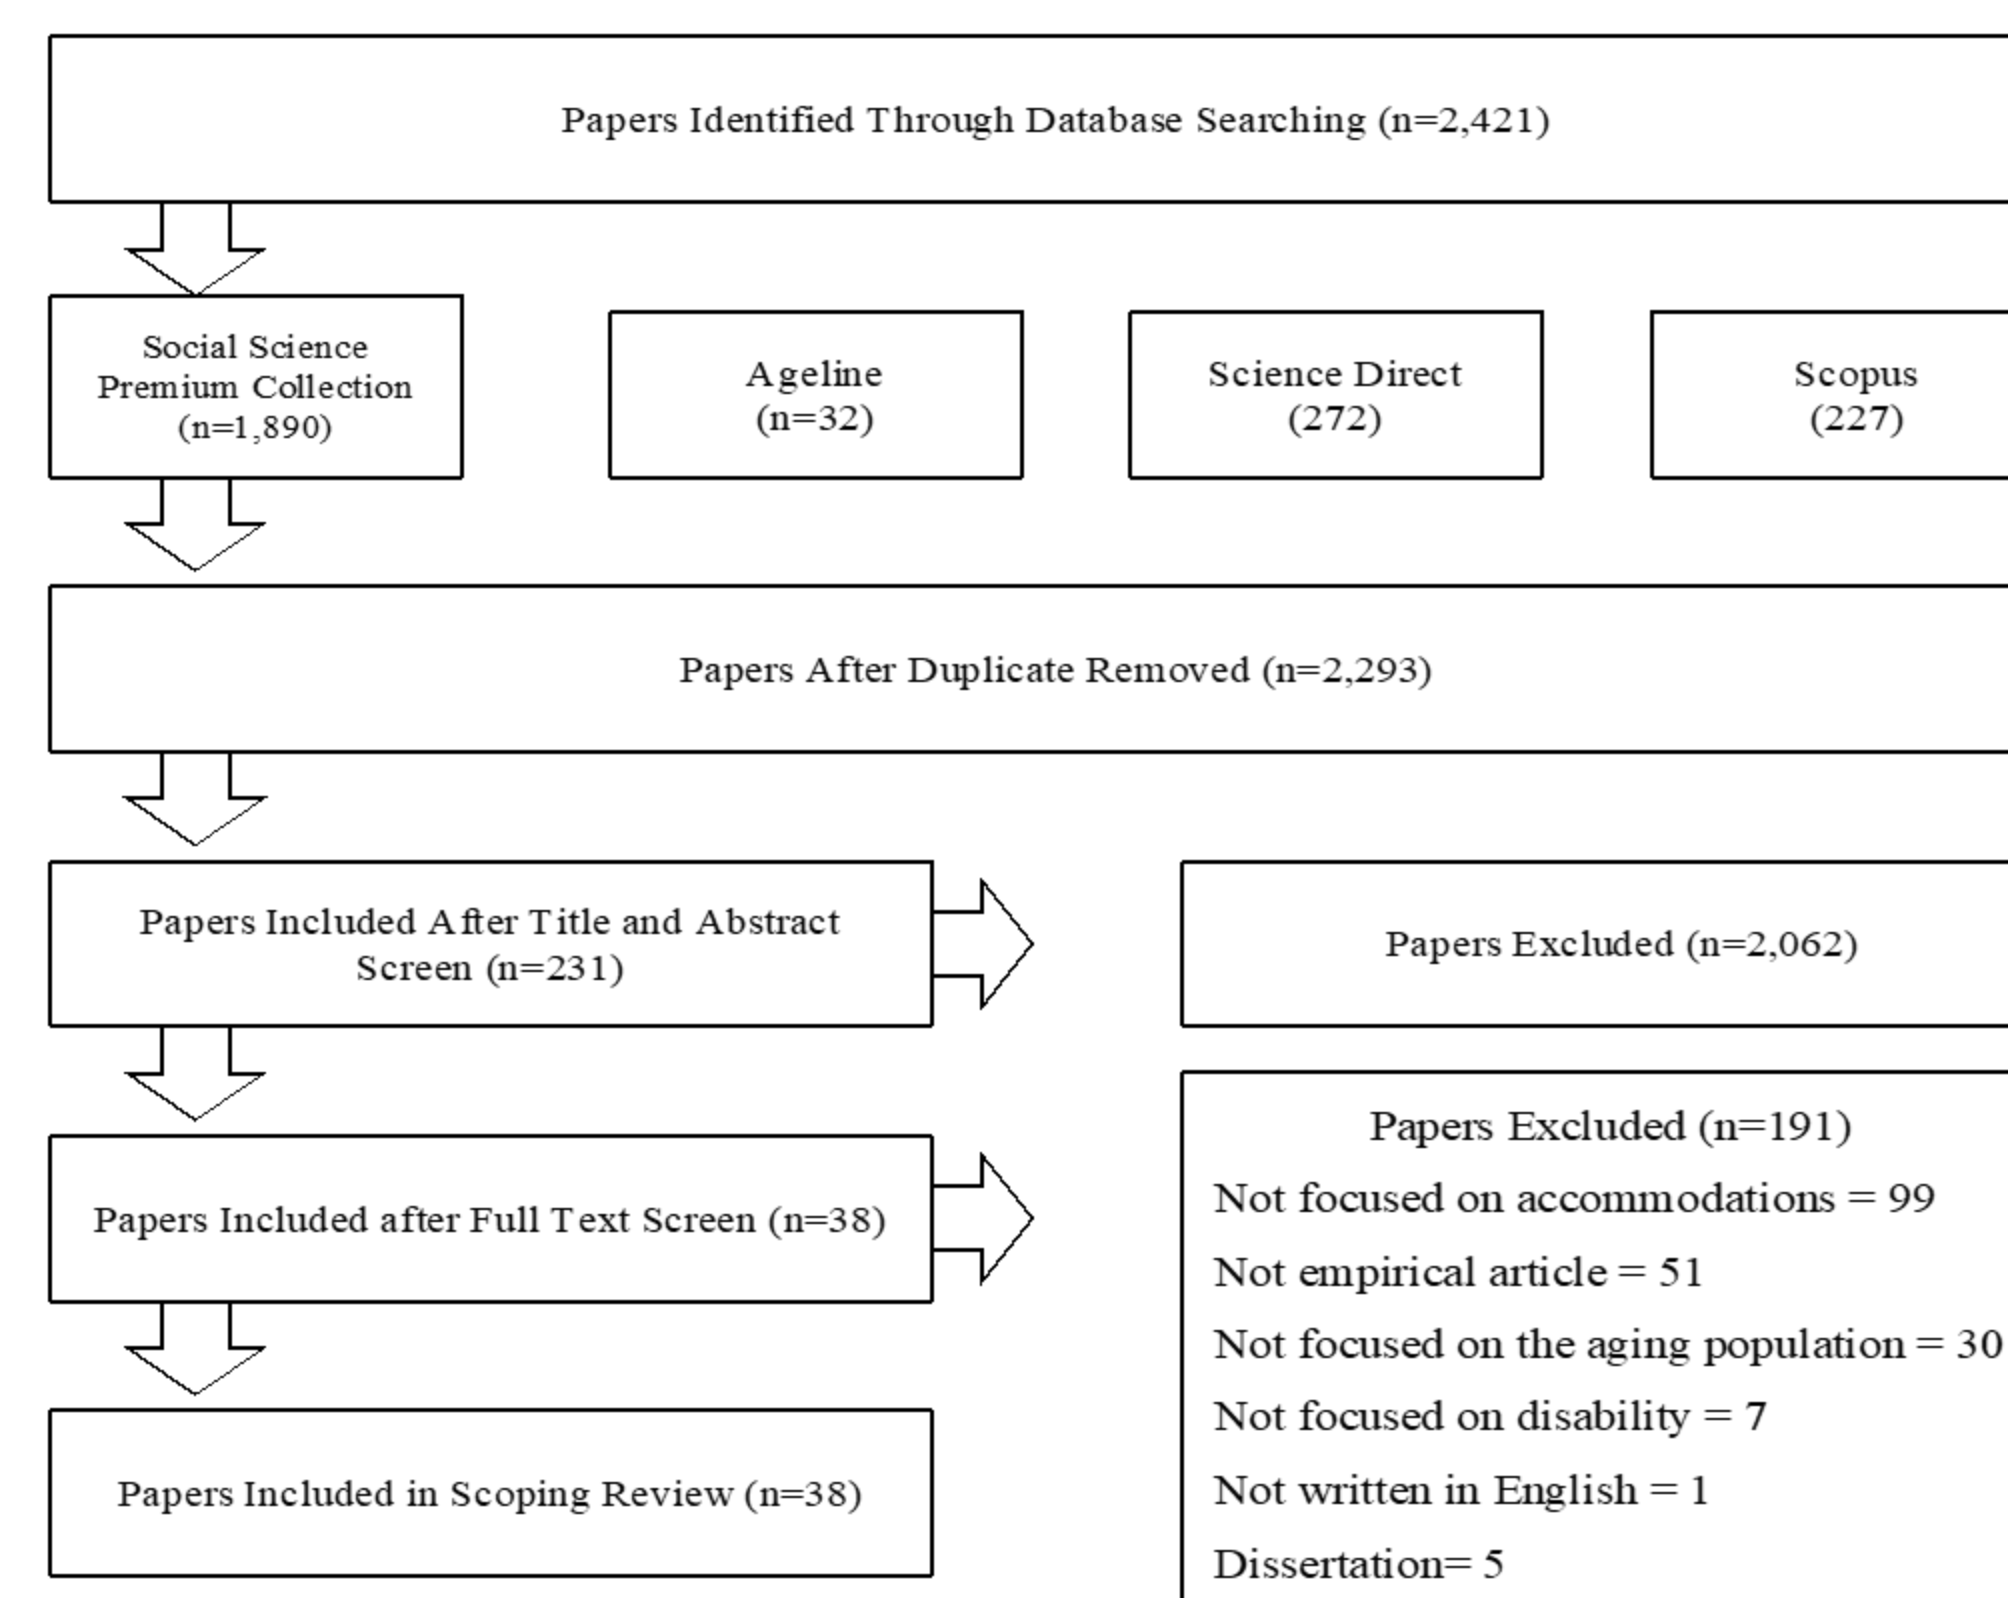 Papers Identified Through Database Searching (n=2,421)
Social Science
Premium Collection
(n=1,890)
Ageline
(n=32)
Science Direct
(272)
Scopus
(227)
Papers After Duplicate Removed (n=2,293)
Papers Included After Title and Abstract
Screen (n=231)
Papers Excluded (n=2,062)
Papers Included after Full Text Screen (n=38)
Papers Excluded (n=191)
Not focused on accommodations = 99
Not empirical article = 51
Not focused on the aging population = 30
Not focused on disability = 7
Not written in English = 1
Dissertation= 5
Papers Included in Scoping Review (n=38)